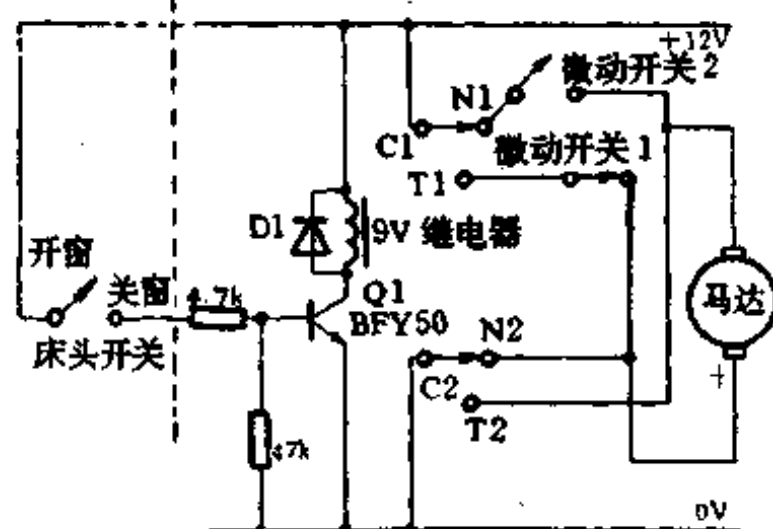 +12V
微动开关2
N1
C1
微动开关1
T1
D1
9V 继电器
开窗
关窗
4.7k
Q1
BFY50
马达
床头开关
N2
C2
+
T2
47k
0V